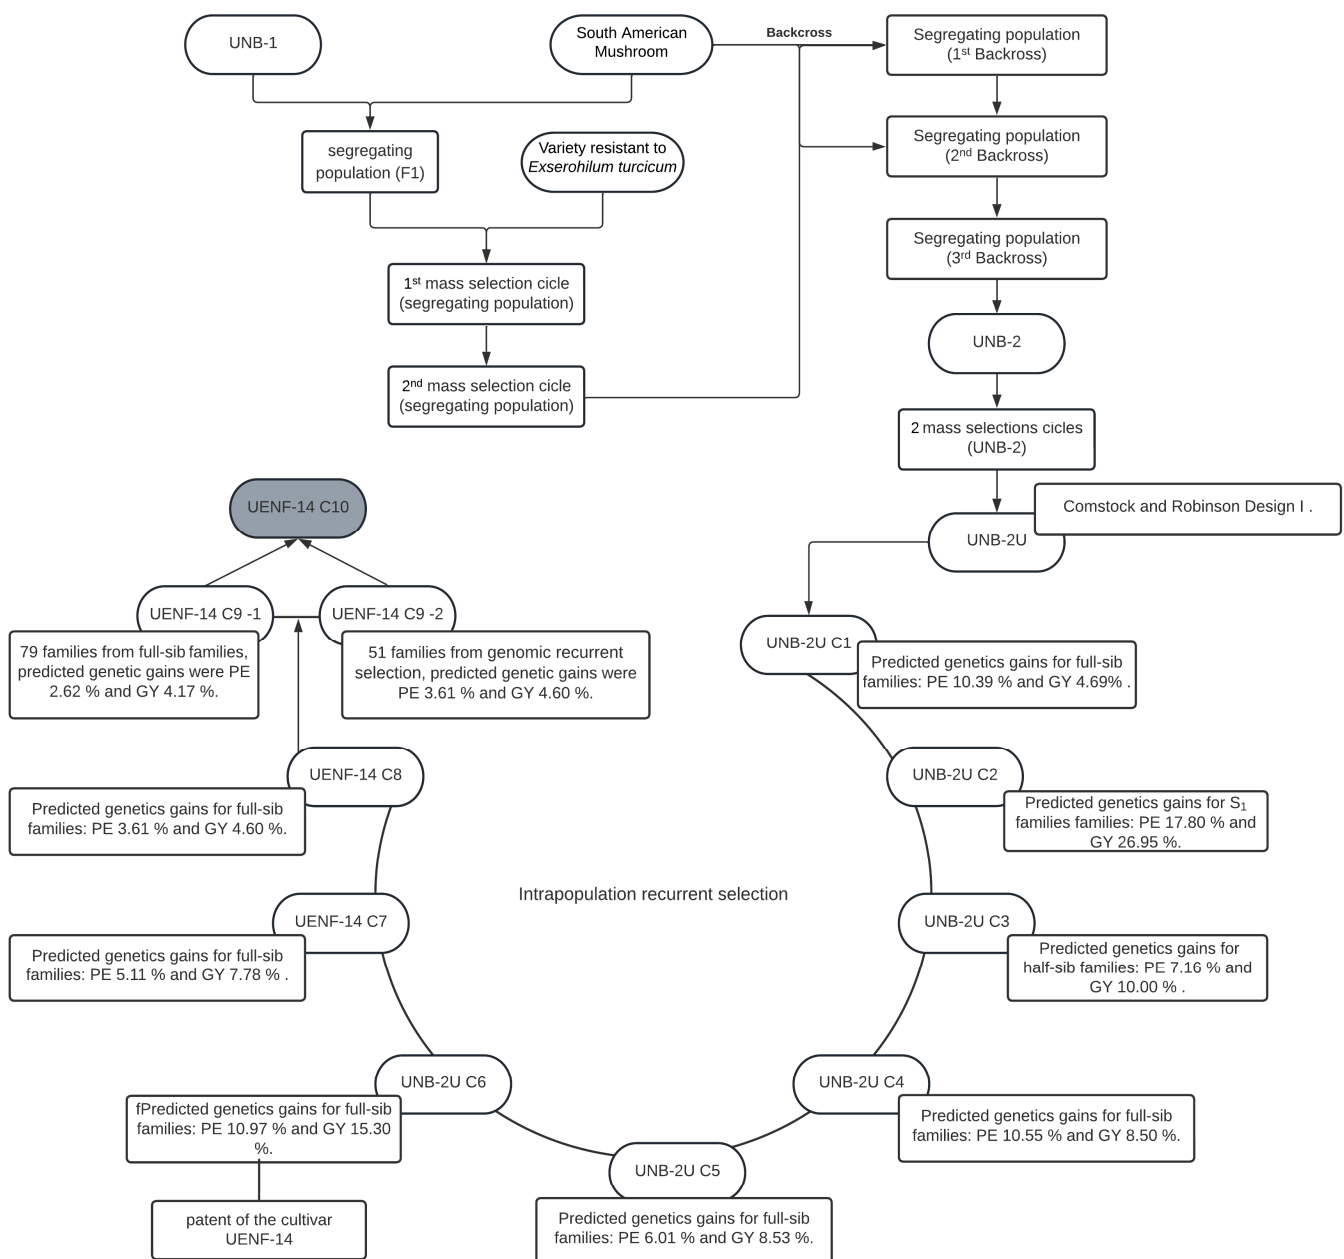 UNB-1
South American
Mushroom
Backcross
Segregating population
(1st Backross)
segregating
population (F1)
Variety resistant to
Exserohilum turcicum
Segregating population
(2nd Backross)
Segregating population
(3rd Backross)
1st mass selection cicle
(segregating population)
UNB-2
2nd mass selection cicle
(segregating population)
2 mass selections cicles
(UNB-2)
Comstock and Robinson Design I .
UNB-2U
UENF-14 C10
UENF-14 C9 -1
UENF-14 C9 -2
79 families from full-sib families,
predicted genetic gains were PE
2.62 % and GY 4.17 %.
51 families from genomic recurrent
selection, predicted genetic gains were
PE 3.61 % and GY 4.60 %.
UNB-2U C1
Predicted genetics gains for full-sib
families: PE 10.39 % and GY 4.69% .
UENF-14 C8
Predicted genetics gains for full-sib
families: PE 3.61 % and GY 4.60 %.
UNB-2U C2
Predicted genetics gains for S1
families families: PE 17.80 % and
GY 26.95 %.
Intrapopulation recurrent selection
UENF-14 C7
Predicted genetics gains for full-sib
families: PE 5.11 % and GY 7.78 % .
UNB-2U C3
Predicted genetics gains for
half-sib families: PE 7.16 % and
GY 10.00 % .
UNB-2U C6
fPredicted genetics gains for full-sib
families: PE 10.97 % and GY 15.30
%.
patent of the cultivar
UENF-14
UNB-2U C4
Predicted genetics gains for full-sib
families: PE 10.55 % and GY 8.50 %.
UNB-2U C5
Predicted genetics gains for full-sib
families: PE 6.01 % and GY 8.53 %.